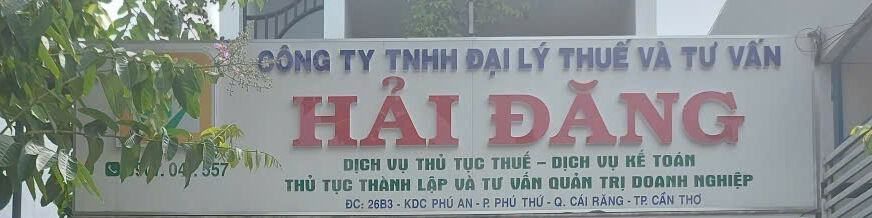 CÔNG TY TNHH ĐẠI LÝ THUẾ VÀ TƯ VẤN
HẢI ĐĂNG
DỊCH VỤ THỦ TỤC THUẾ – DỊCH VỤ KẾ TOÁN
THỦ TỤC THÀNH LẬP VÀ TƯ VẤN QUẢN TRỊ DOANH NGHIỆP
ĐC: 26B3 - KDC PHÚ AN - P. PHÚ THỨ - Q. CÁI RĂNG - TP. CẦN THƠ